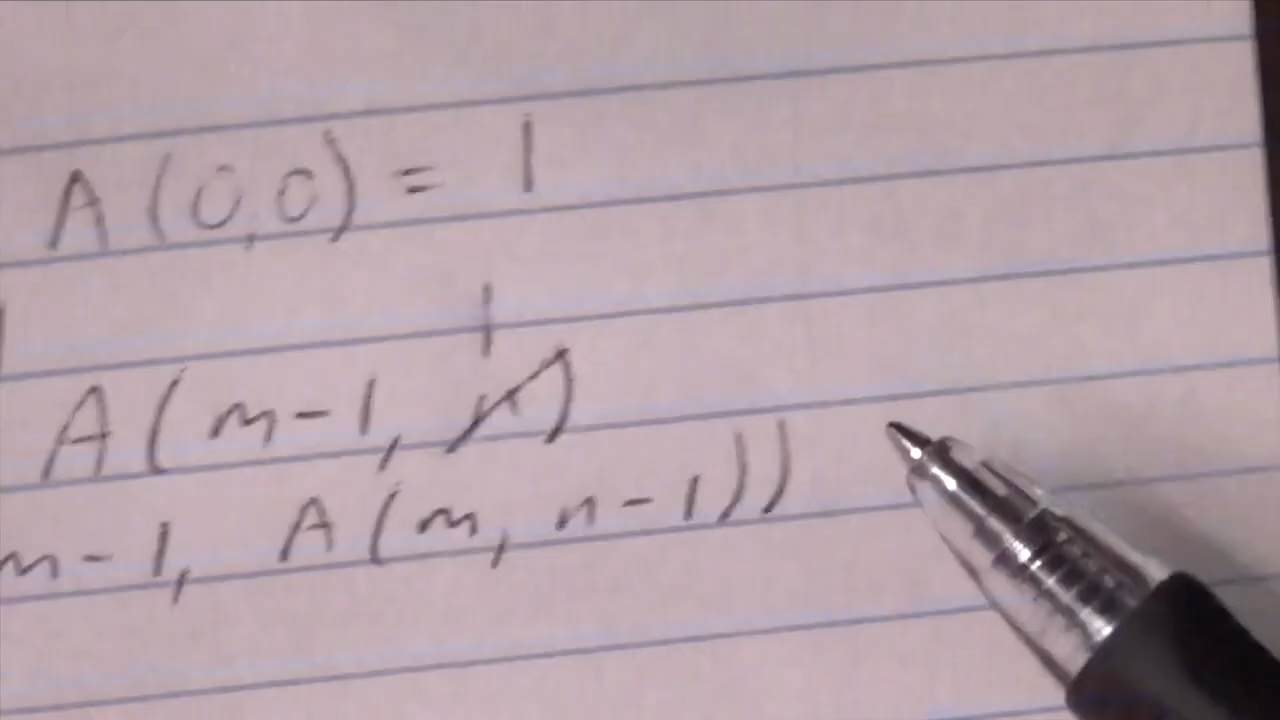 A(0,0) = 1
A(m-1, 1)
m-1, A(m, n-1))